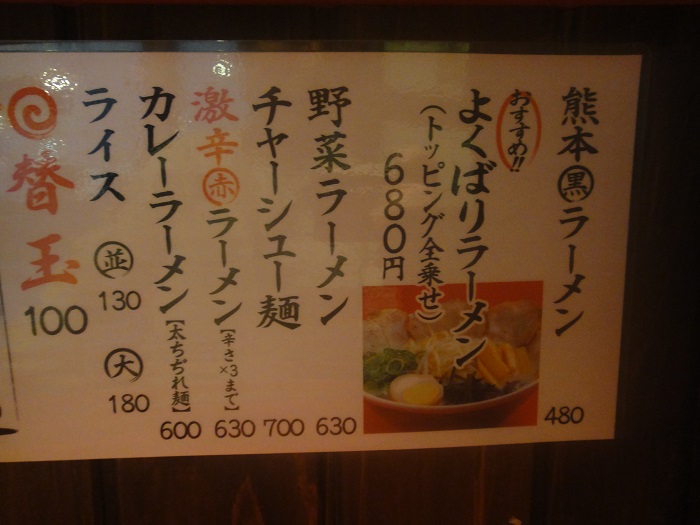 熊本黒ラーメン
480
おすすめ!!
よくばりラーメン
(トッピング全乗せ)
680円
野菜ラーメン
630
チャーシュー麺
700
激辛赤ラーメン
【辛さ×3まで】
630
カレーラーメン
【太ちぢれ麺】
600
ライス
並
130
大
180
替玉
100